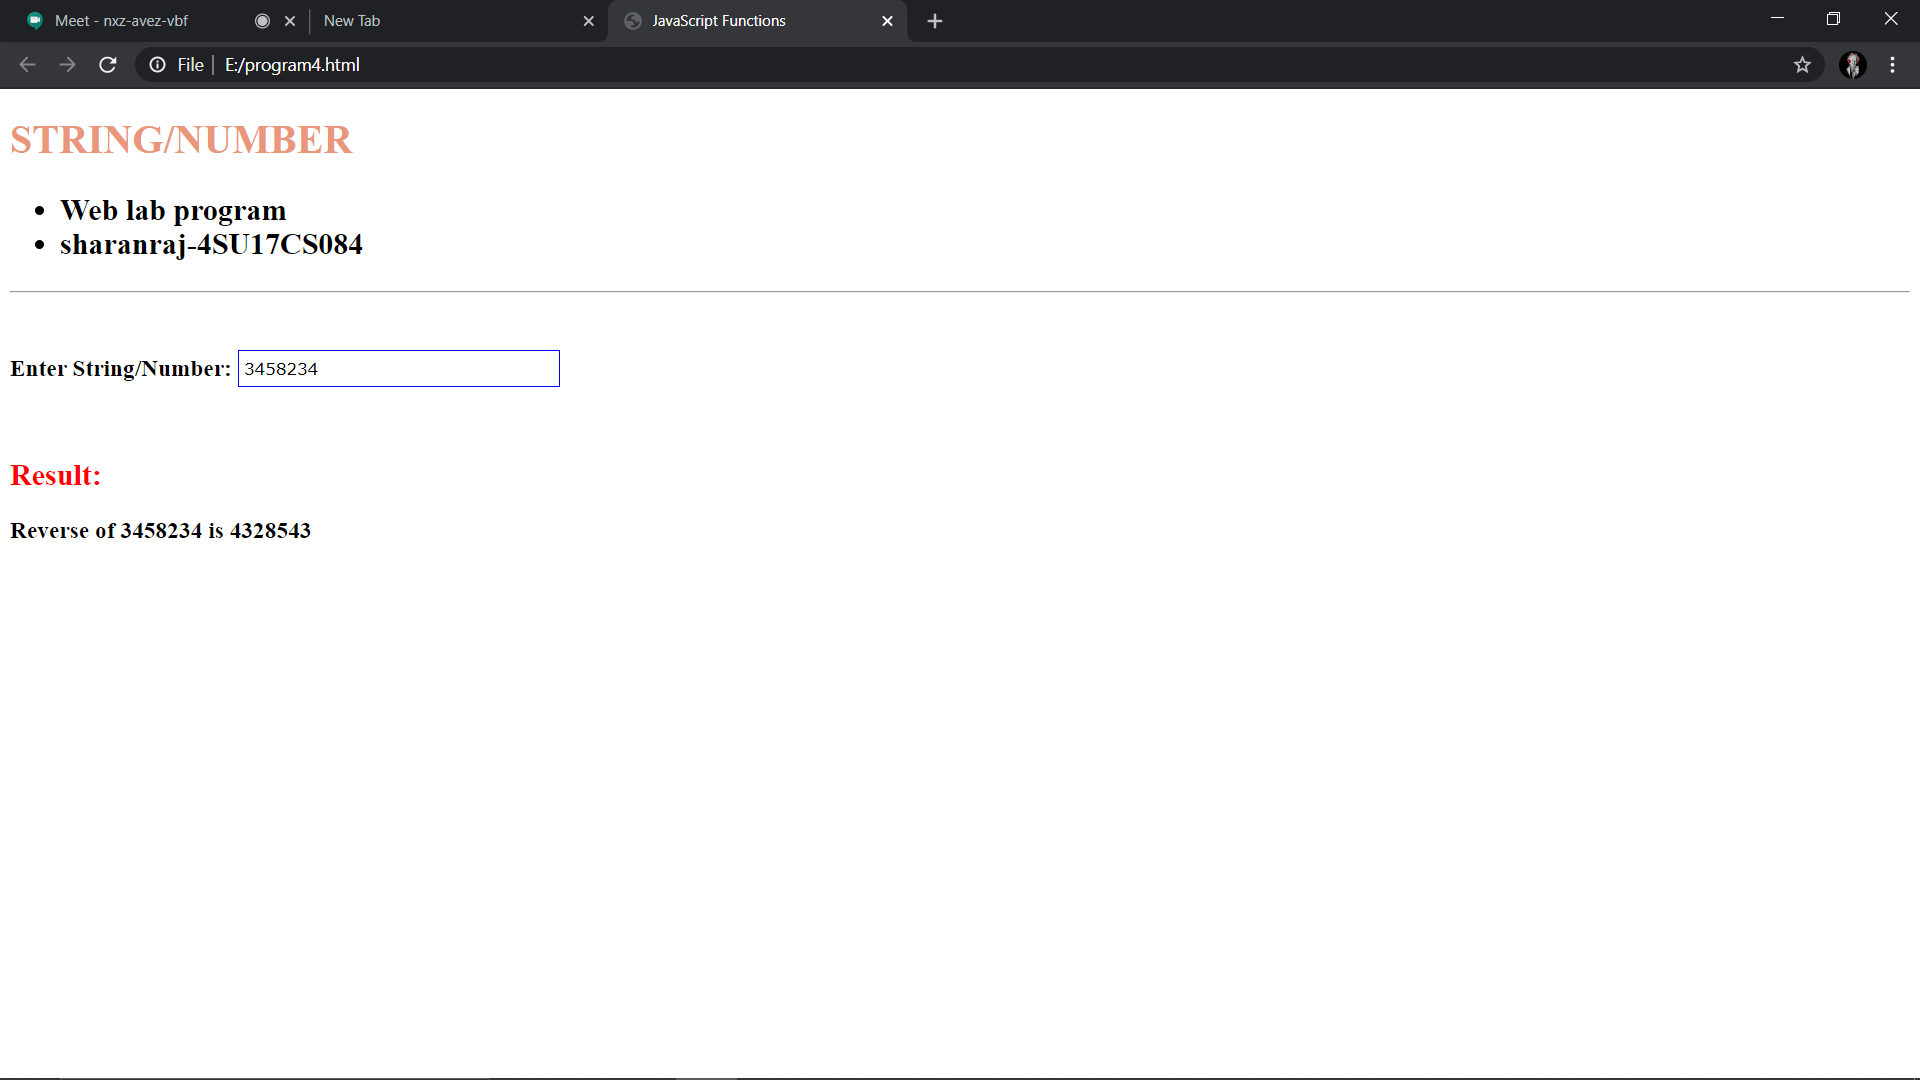 Meet - nxz-avez-vbf
New Tab
JavaScript Functions
File
E:/program4.html
STRING/NUMBER
Web lab program
sharanraj-4SU17CS084
Enter String/Number: 3458234
Result:
Reverse of 3458234 is 4328543